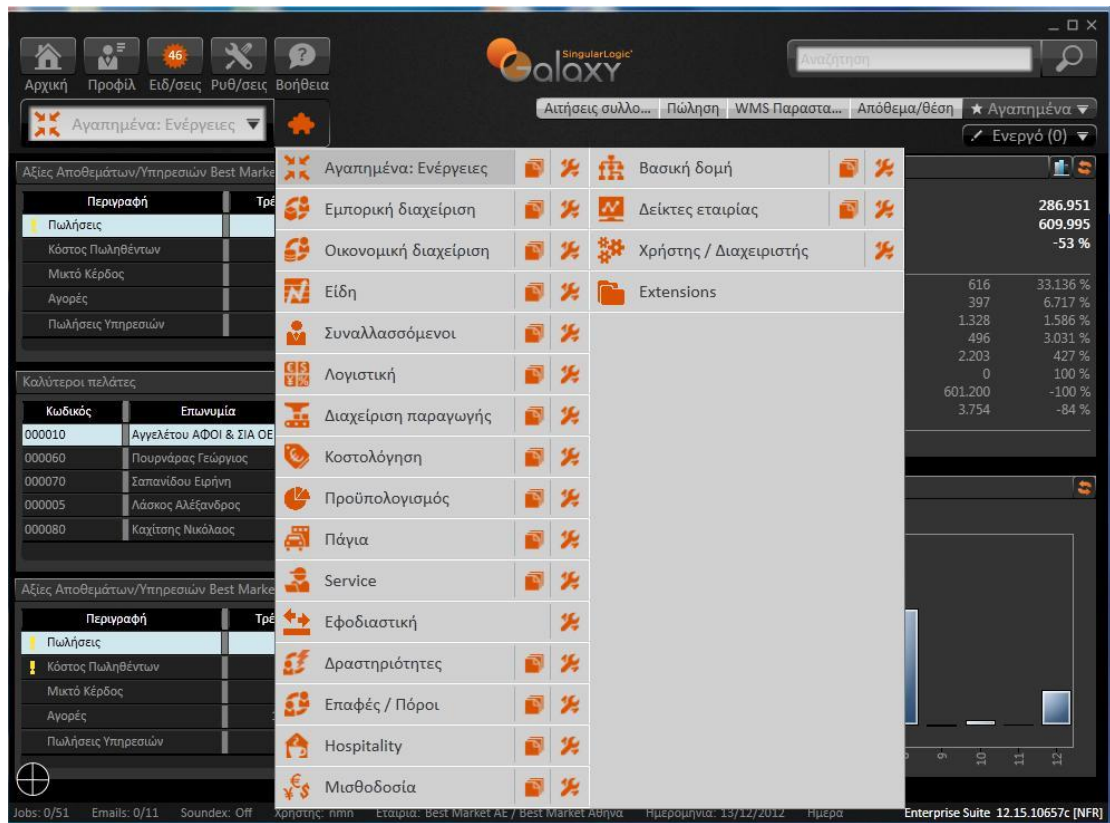 SingularLogic
Galaxy
Αναζήτηση
46
Αρχική Προφίλ Ειδ/σεις Ρυθ/σεις Βοήθεια
Αιτήσεις συλλο... Πώληση WMS Παραστα... Απόθεμα/θέση ★ Αγαπημένα
Αγαπημένα: Ενέργειες
Ενεργό (0)
Αξίες Αποθεμάτων/Υπηρεσιών Best Marke
Περιγραφή Τρέ
Πωλήσεις
Κόστος Πωληθέντων
Μικτό Κέρδος
Αγορές
Πωλήσεις Υπηρεσιών
Καλύτεροι πελάτες
Κωδικός Επωνυμία
000010 Αγγελέτου ΑΦΟΙ & ΣΙΑ ΟΕ
000060 Πουρνάρας Γεώργιος
000070 Σαπανίδου Ειρήνη
000005 Λάσκος Αλέξανδρος
000080 Καχίτσης Νικόλαος
Αξίες Αποθεμάτων/Υπηρεσιών Best Marke
Περιγραφή Τρέ
Πωλήσεις
Κόστος Πωληθέντων
Μικτό Κέρδος
Αγορές
Πωλήσεις Υπηρεσιών
Αγαπημένα: Ενέργειες
Εμπορική διαχείριση
Οικονομική διαχείριση
Είδη
Συναλλασσόμενοι
Λογιστική
Διαχείριση παραγωγής
Κοστολόγηση
Προϋπολογισμός
Πάγια
Service
Εφοδιαστική
Δραστηριότητες
Επαφές / Πόροι
Hospitality
Μισθοδοσία
Βασική δομή
Δείκτες εταιρίας
Χρήστης / Διαχειριστής
Extensions
286.951
609.995
-53 %
616 33.136 %
397 6.717 %
1.328 1.586 %
496 3.031 %
2.203 427 %
0 100 %
601.200 -100 %
3.754 -84 %
9 10 11 12
Jobs: 0/51 Emails: 0/11 Soundex: Off Χρήστης: nmn Εταιρία: Best Market AE / Best Market Αθήνα Ημερομηνία: 13/12/2012 Ημέρα Enterprise Suite 12.15.10657c [NFR]